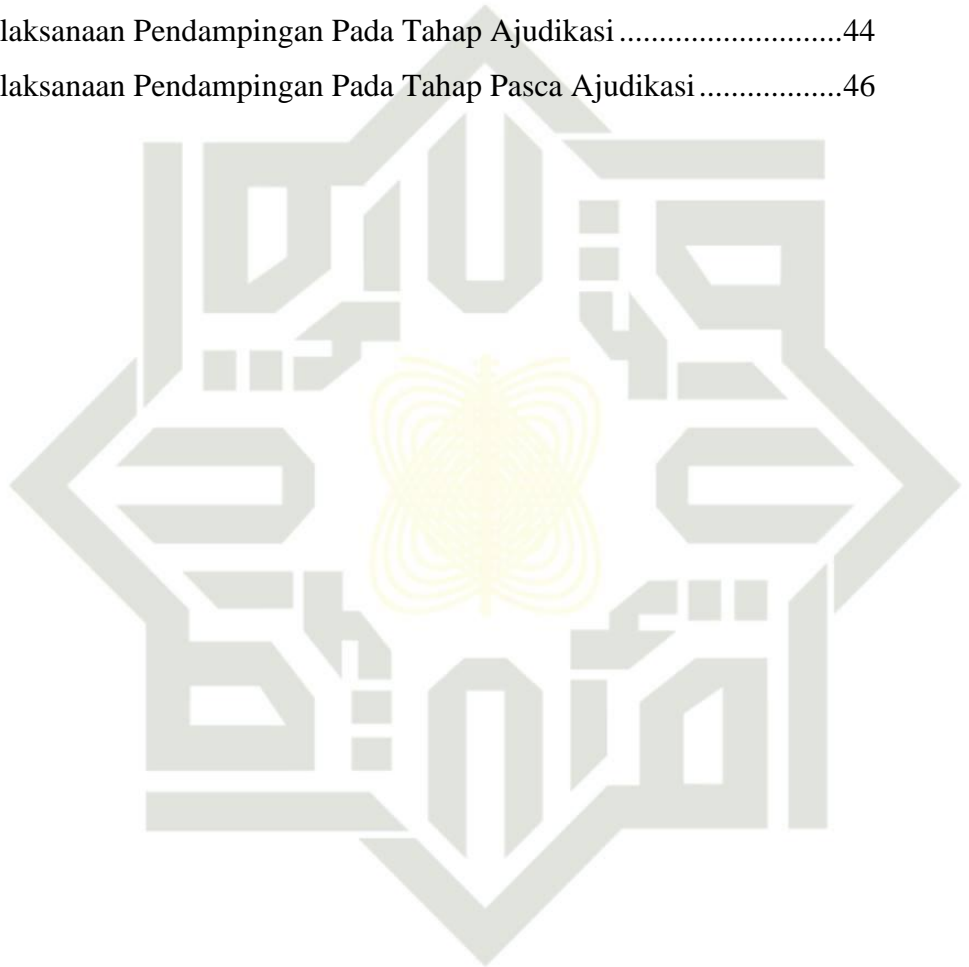 laksanaan Pendampingan Pada Tahap Ajudikasi............................44
laksanaan Pendampingan Pada Tahap Pasca Ajudikasi..................46